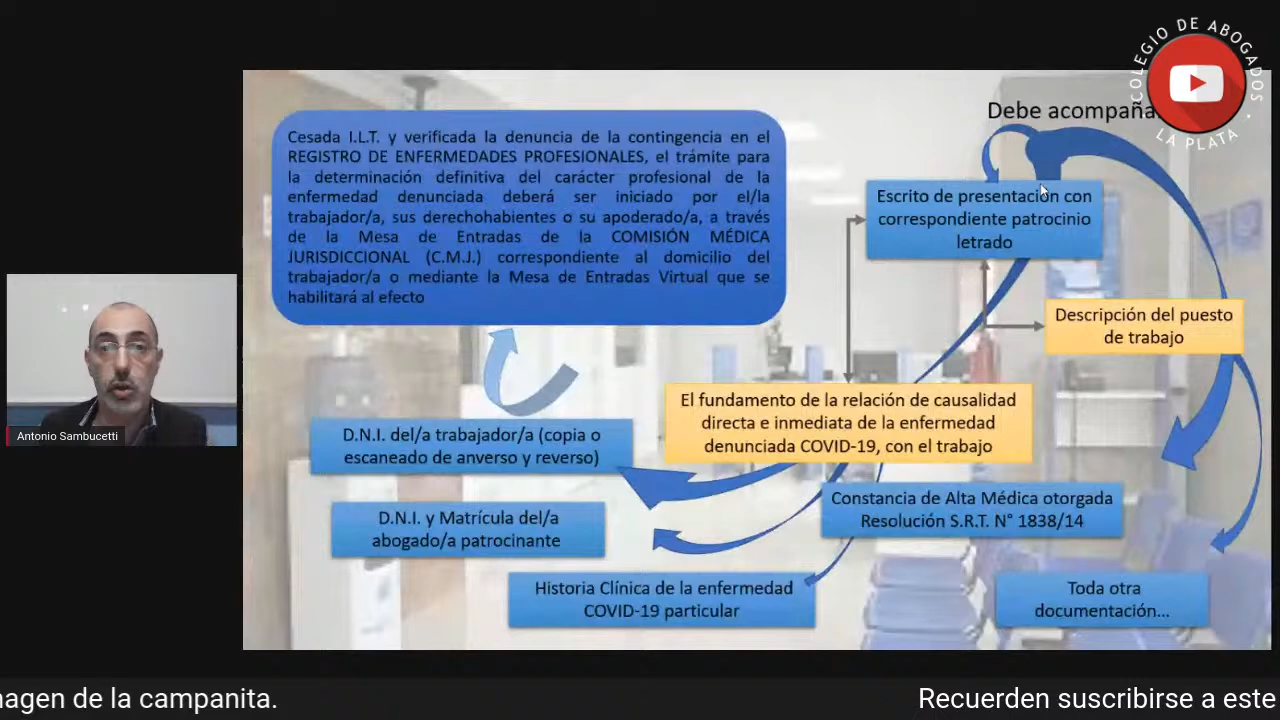 COLEGIO DE ABOGADOS
· LA PLATA ·
Debe acompaña
Cesada I.L.T. y verificada la denuncia de la contingencia en el
REGISTRO DE ENFERMEDADES PROFESIONALES, el trámite para
la determinación definitiva del carácter profesional de la
enfermedad denunciada deberá ser iniciado por el/la
trabajador/a, sus derechohabientes o su apoderado/a, a través
de la Mesa de Entradas de la COMISIÓN MÉDICA
JURISDICCIONAL (C.M.J.) correspondiente al domicilio del
trabajador/a o mediante la Mesa de Entradas Virtual que se
habilitará al efecto
Escrito de presentación con
correspondiente patrocinio
letrado
Descripción del puesto
de trabajo
El fundamento de la relación de causalidad
directa e inmediata de la enfermedad
denunciada COVID-19, con el trabajo
D.N.I. del/a trabajador/a (copia o
escaneado de anverso y reverso)
Constancia de Alta Médica otorgada
Resolución S.R.T. N° 1838/14
D.N.I. y Matrícula del/a
abogado/a patrocinante
Historia Clínica de la enfermedad
COVID-19 particular
Toda otra
documentación...
Antonio Sambucetti
nagen de la campanita.
Recuerden suscribirse a este